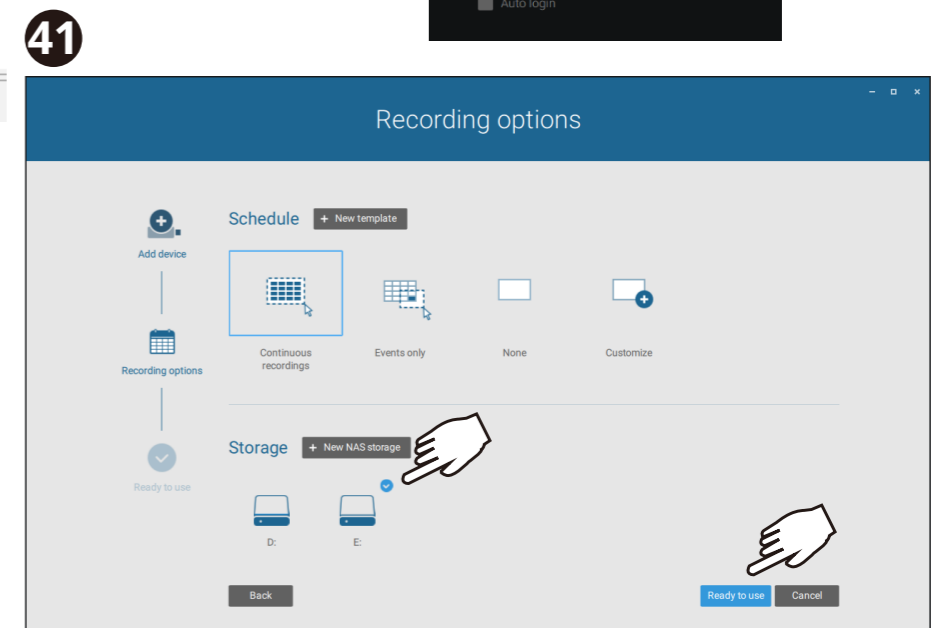 Auto login
41
Recording options
Add device
Recording options
Ready to use
Schedule
+ New template
Continuous
recordings
Events only
None
Customize
Storage
+ New NAS storage
D:
E:
Back
Ready to use
Cancel